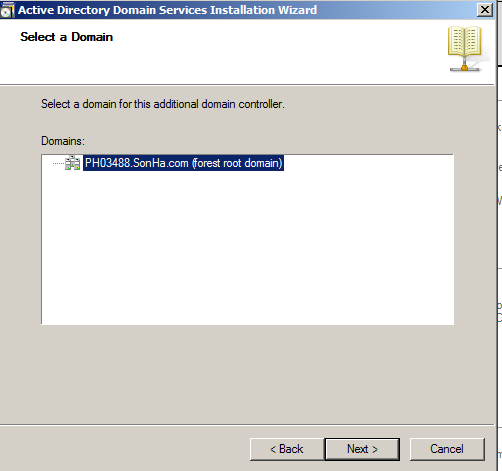 Active Directory Domain Services Installation Wizard
Select a Domain
Select a domain for this additional domain controller.
Domains:
PH03488.SonHa.com (forest root domain)
< Back
Next >
Cancel